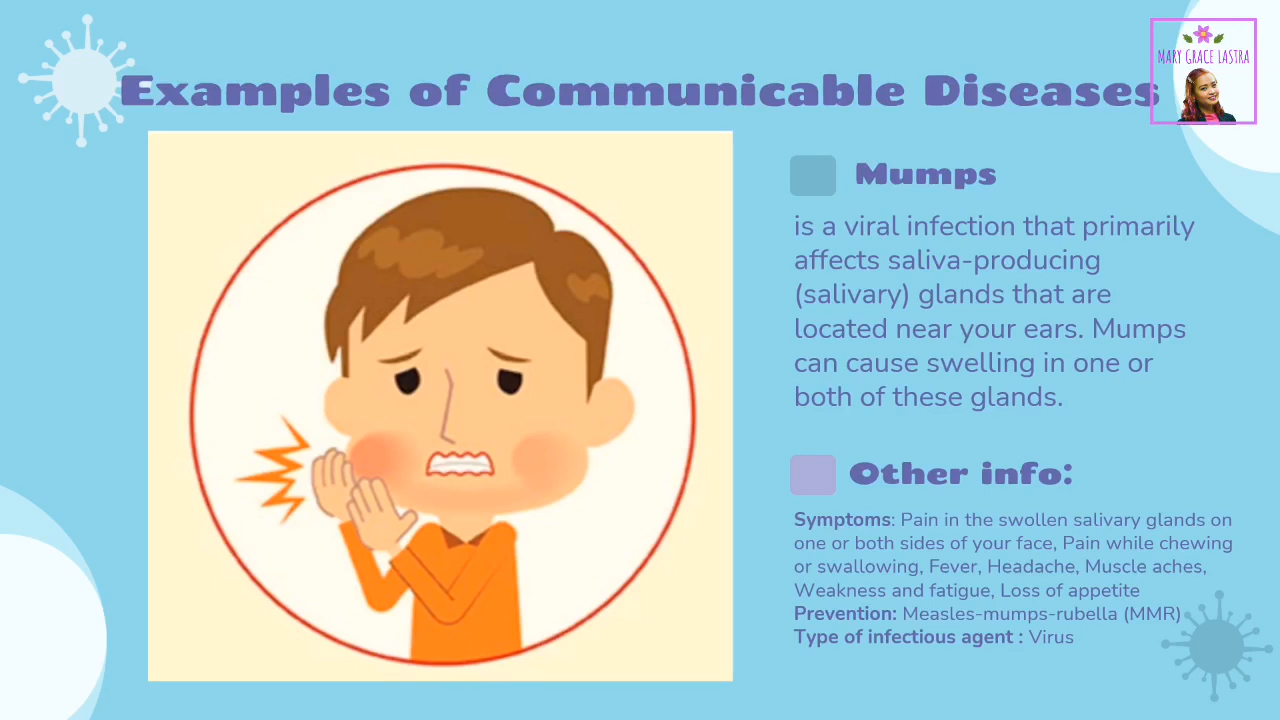 MARY GRACE LASTRA
Examples of Communicable Diseases
Mumps
is a viral infection that primarily
affects saliva-producing
(salivary) glands that are
located near your ears. Mumps
can cause swelling in one or
both of these glands.
Other info:
Symptoms: Pain in the swollen salivary glands on
one or both sides of your face, Pain while chewing
or swallowing, Fever, Headache, Muscle aches,
Weakness and fatigue, Loss of appetite
Prevention: Measles-mumps-rubella (MMR)
Type of infectious agent : Virus